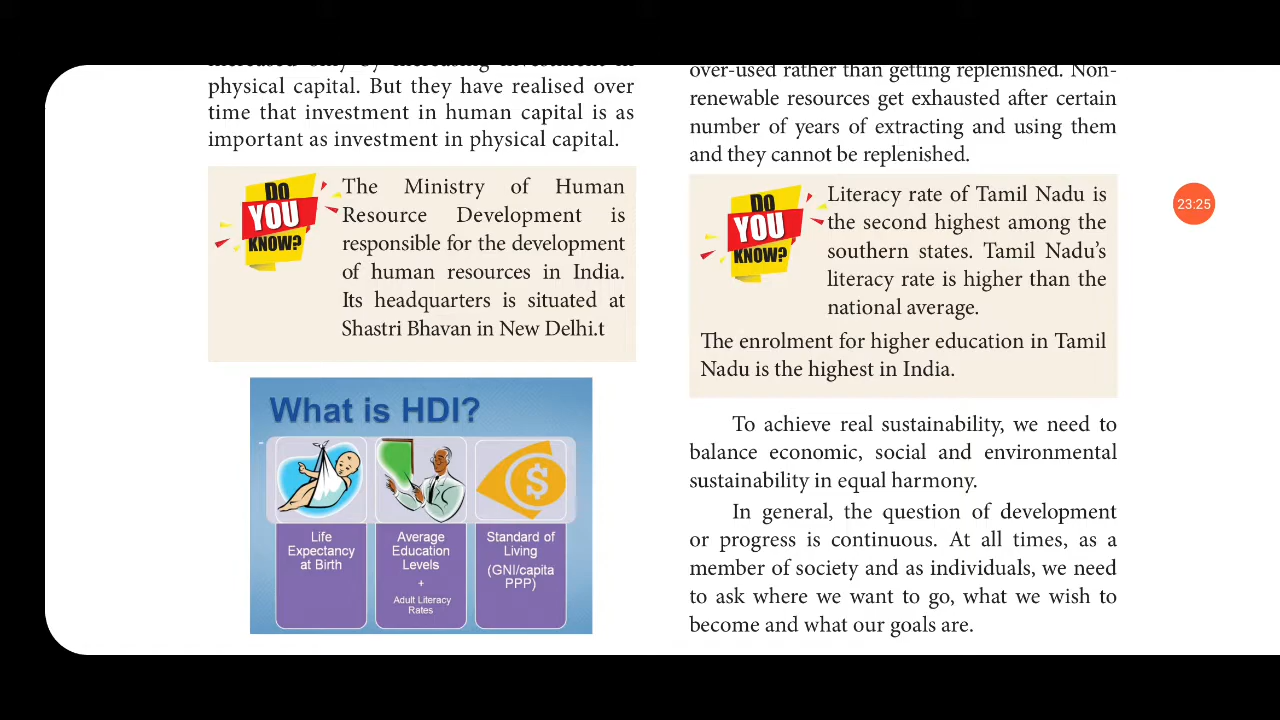 increased only by increasing investment in
physical capital. But they have realised over
time that investment in human capital is as
important as investment in physical capital.
DO
YOU
KNOW?
The Ministry of Human
Resource Development is
responsible for the development
of human resources in India.
Its headquarters is situated at
Shastri Bhavan in New Delhi.t
What is HDI?
Life
Expectancy
at Birth
Average
Education
Levels
+
Adult Literacy
Rates
Standard of
Living
(GNI/capita
PPP)
over-used rather than getting replenished. Non-
renewable resources get exhausted after certain
number of years of extracting and using them
and they cannot be replenished.
DO
YOU
KNOW?
Literacy rate of Tamil Nadu is
the second highest among the
southern states. Tamil Nadu's
literacy rate is higher than the
national average.
The enrolment for higher education in Tamil
Nadu is the highest in India.
To achieve real sustainability, we need to
balance economic, social and environmental
sustainability in equal harmony.
In general, the question of development
or progress is continuous. At all times, as a
member of society and as individuals, we need
to ask where we want to go, what we wish to
become and what our goals are.
23:25